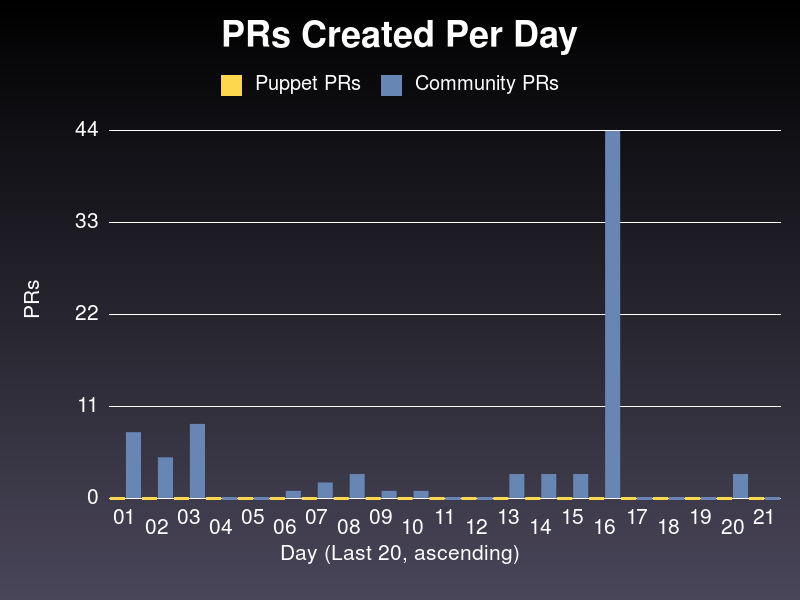 PRs Created Per Day
Puppet PRs Community PRs
44
33
22
11
0
PRs
01 02 03 04 05 06 07 08 09 10 11 12 13 14 15 16 17 18 19 20 21
Day (Last 20, ascending)